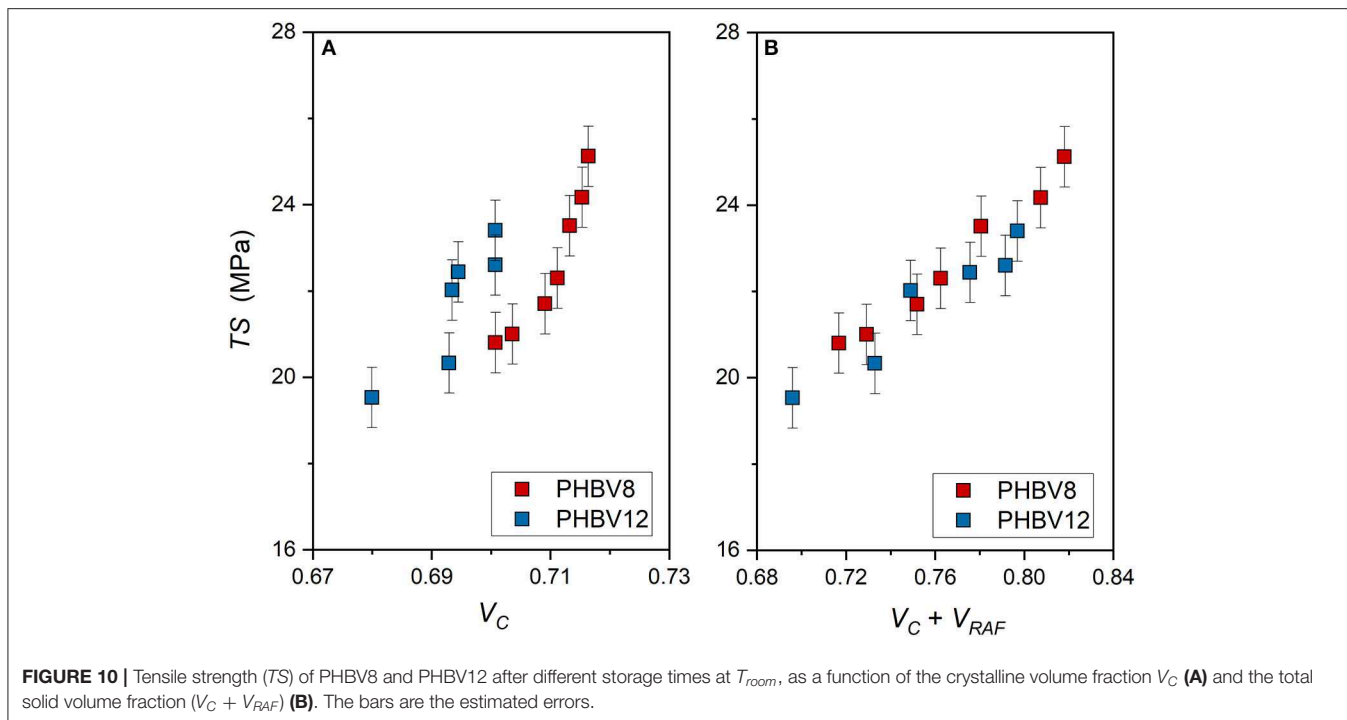 A
B
28
24
20
16
TS (MPa)
PHBV8
PHBV12
PHBV8
PHBV12
0.67 0.69 0.71 0.73
V_C
28
24
20
16
0.68 0.72 0.76 0.80 0.84
V_C + V_RAF
FIGURE 10 | Tensile strength (TS) of PHBV8 and PHBV12 after different storage times at T_room, as a function of the crystalline volume fraction V_C (A) and the total
solid volume fraction (V_C + V_RAF) (B). The bars are the estimated errors.